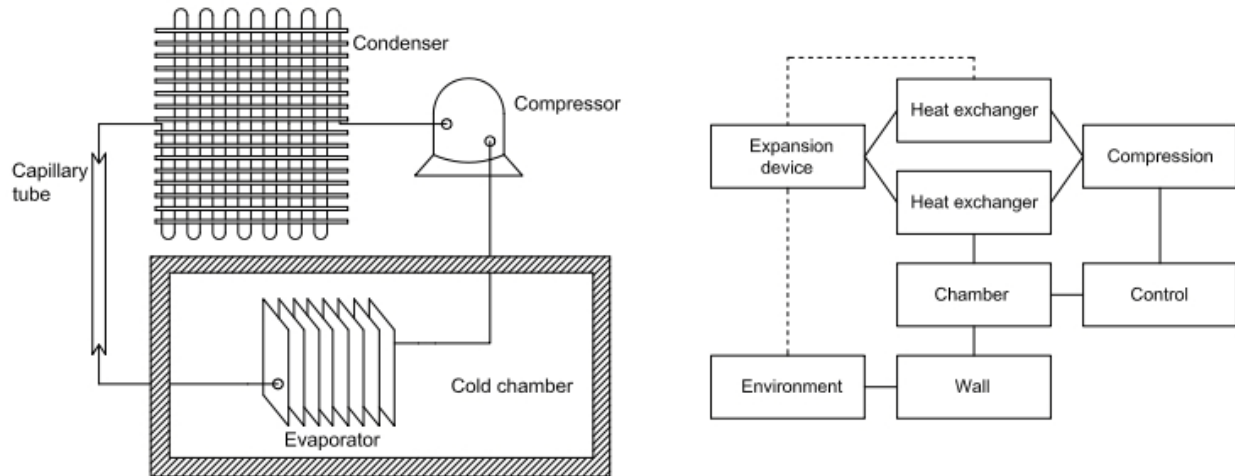 Condenser
Compressor
Capillary
tube
Cold chamber
Evaporator
Heat exchanger
Expansion
device
Compression
Heat exchanger
Chamber
Control
Environment
Wall